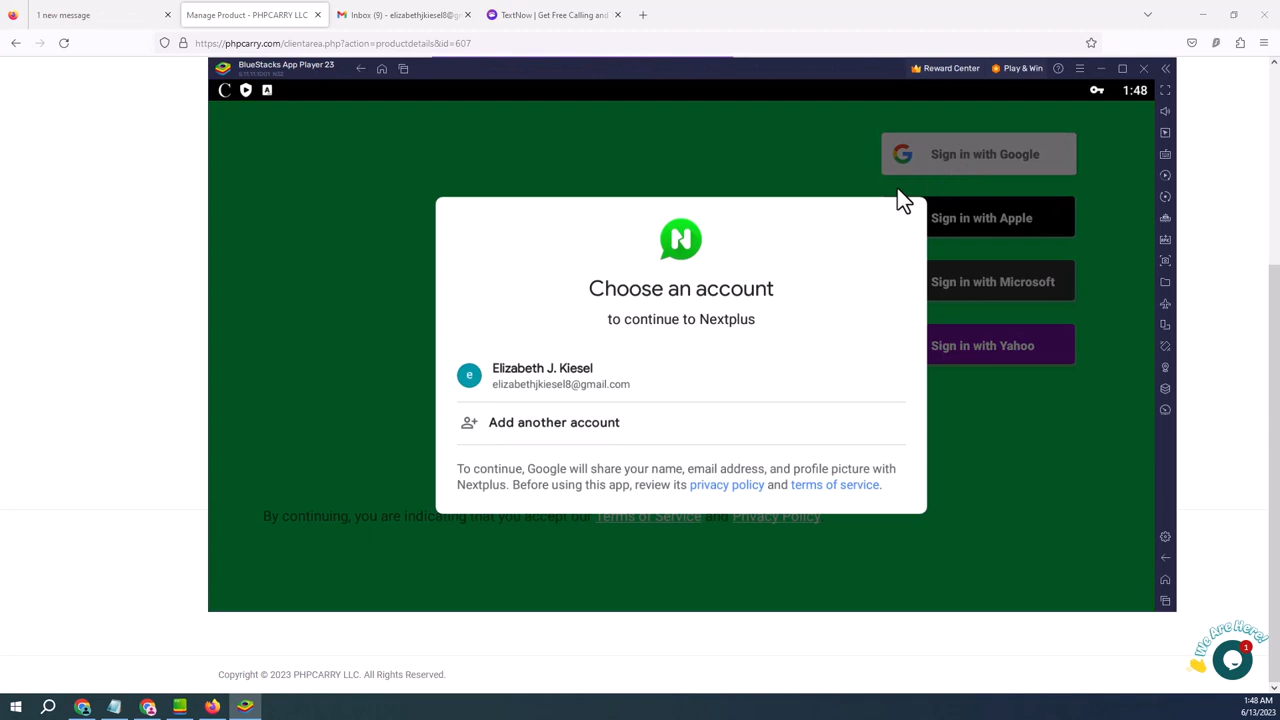 1 new message
Manage Product - PHPCARRY LLC
Inbox (9) - elizabethkiesel8@gm
TextNow | Get Free Calling and
https://phpcarry.com/clientarea.php?action=productdetails&id=607
BlueStacks App Player 23
Reward Center
Play & Win
1:48
Sign in with Google
Sign in with Apple
Sign in with Microsoft
Sign in with Yahoo
Choose an account
to continue to Nextplus
e
Elizabeth J. Kiesel
elizabethjkiesel8@gmail.com
Add another account
To continue, Google will share your name, email address, and profile picture with
Nextplus. Before using this app, review its privacy policy and terms of service.
By continuing, you are indicating that you accept our Terms of Service and Privacy Policy
We Are Here!
1
Copyright © 2023 PHPCARRY LLC. All Rights Reserved.
1:48 AM
6/13/2023